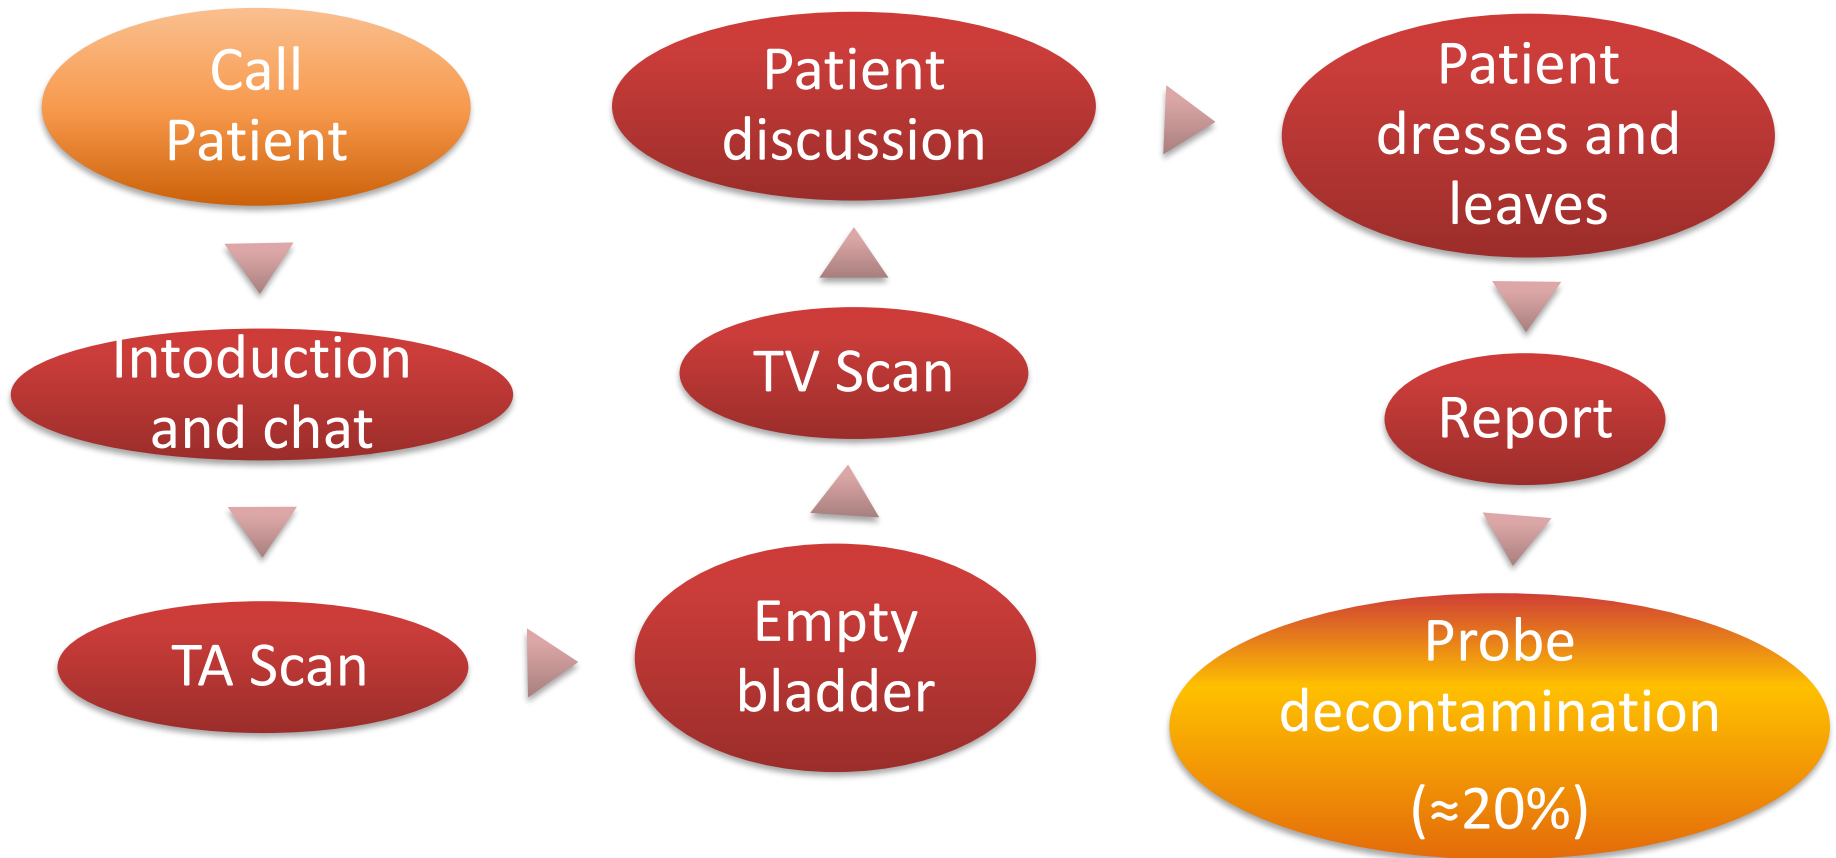 Call
Patient
Intoduction
and chat
TA Scan
Empty
bladder
TV Scan
Patient
discussion
Patient
dresses and
leaves
Report
Probe
decontamination
(≈20%)